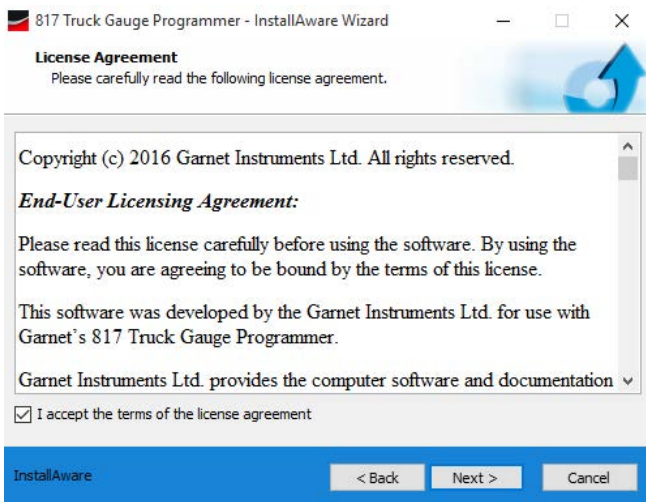 817 Truck Gauge Programmer - InstallAware Wizard
License Agreement
Please carefully read the following license agreement.
Copyright (c) 2016 Garnet Instruments Ltd. All rights reserved.
End-User Licensing Agreement:
Please read this license carefully before using the software. By using the
software, you are agreeing to be bound by the terms of this license.
This software was developed by the Garnet Instruments Ltd. for use with
Garnet's 817 Truck Gauge Programmer.
Garnet Instruments Ltd. provides the computer software and documentation
I accept the terms of the license agreement
InstallAware
< Back
Next >
Cancel